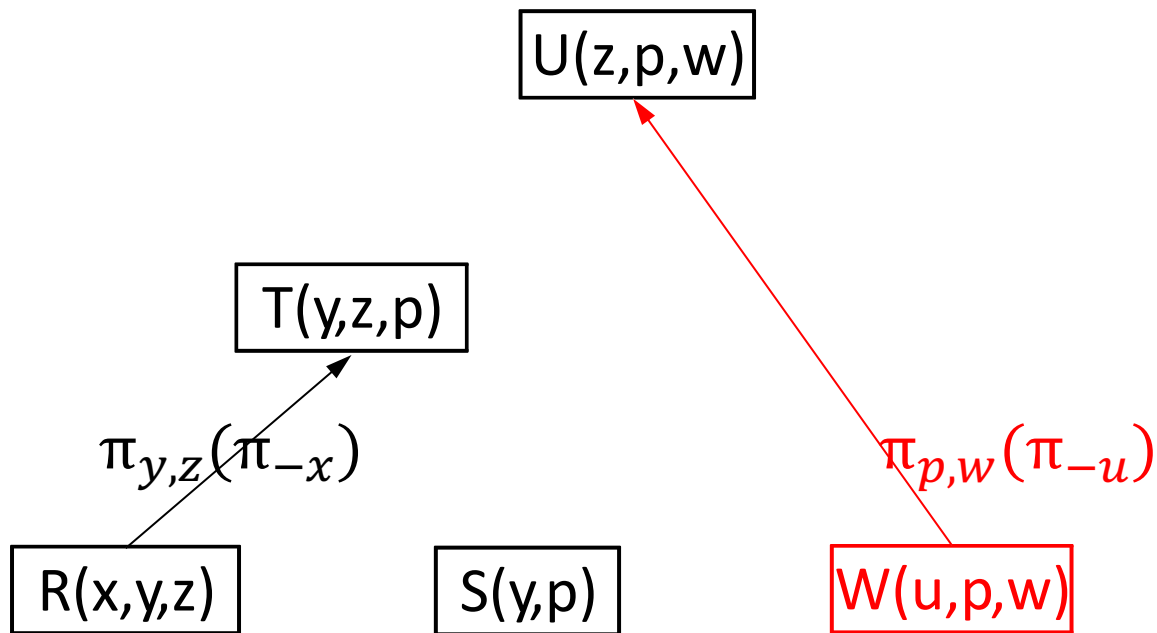 U(z,p,w)
T(y,z,p)
π_{y,z}(π_{−x})
π_{p,w}(π_{−u})
R(x,y,z)
S(y,p)
W(u,p,w)